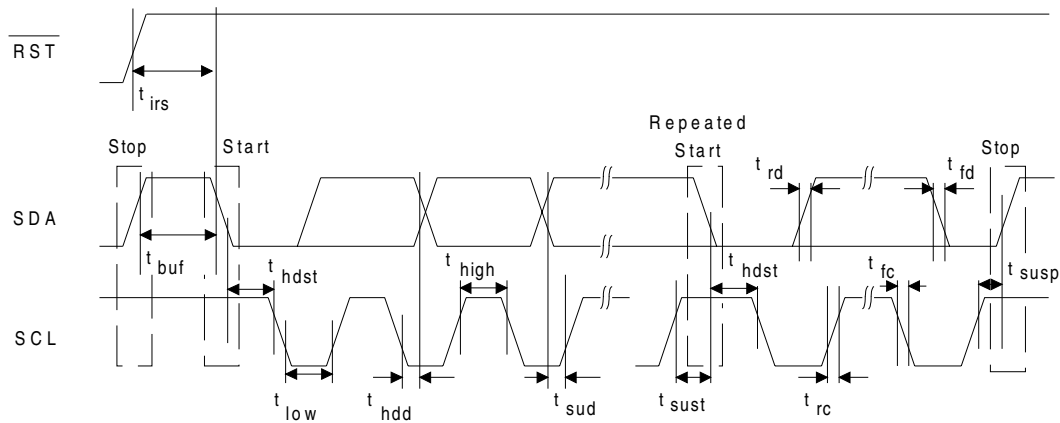 RST
t irs
Repeated
Stop Start Start Stop
t rd t fd
SDA
t buf t hdst t high t hdst t fc t susp
SCL
t low t hdd t sud t sust t rc